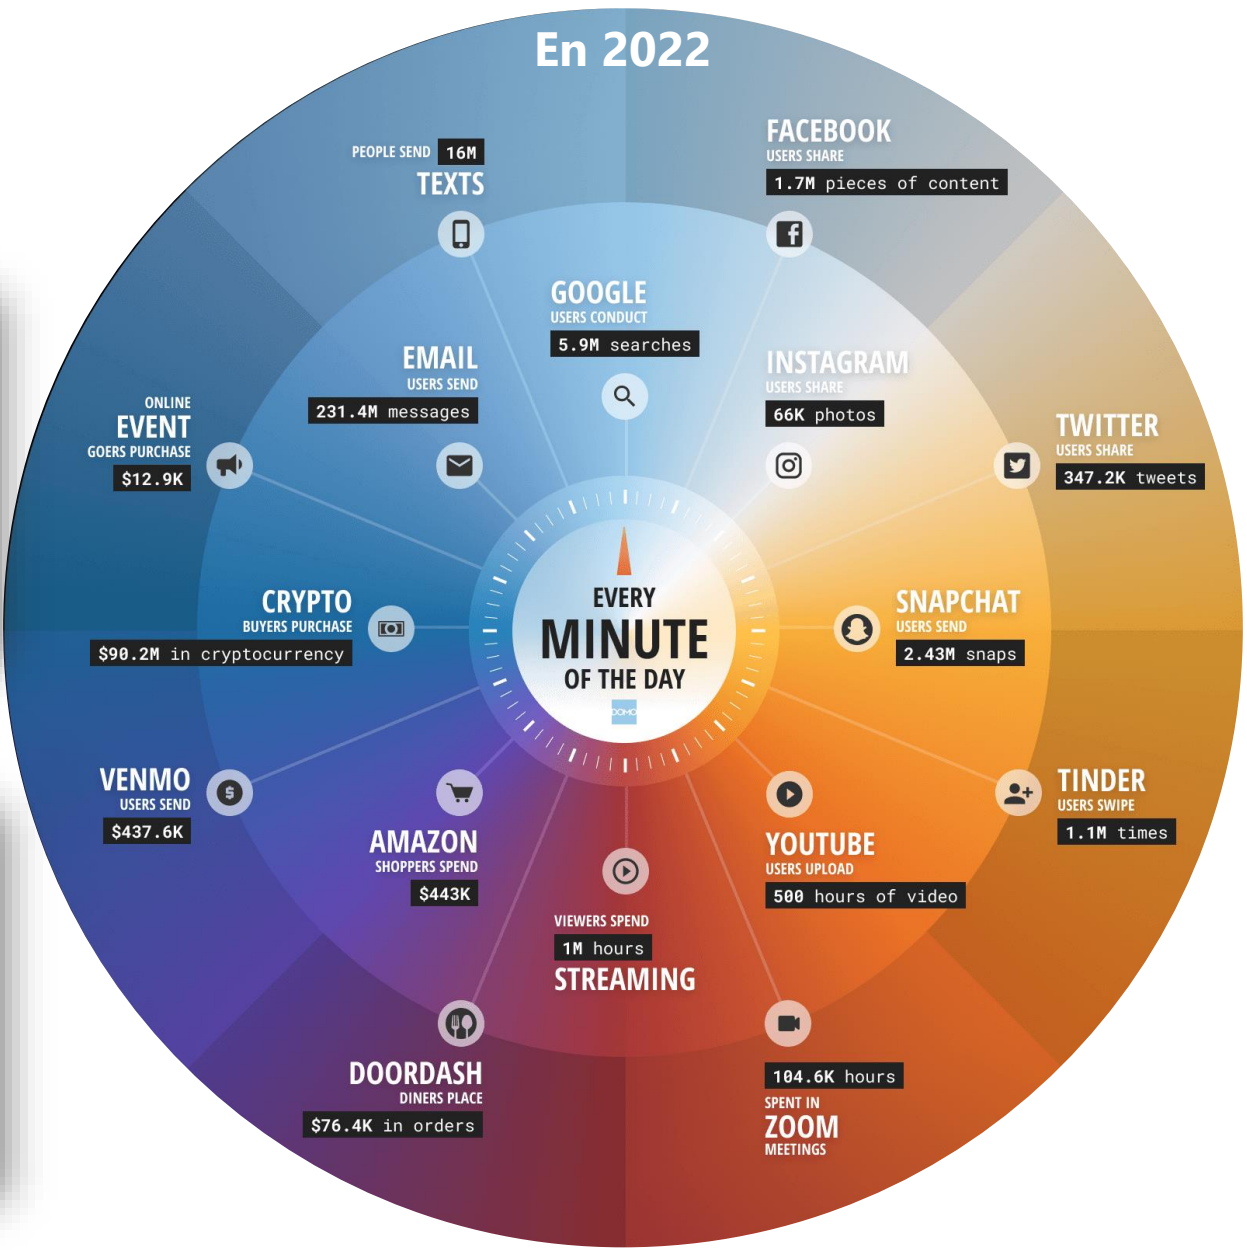 En 2022
PEOPLE SEND 16M
TEXTS
FACEBOOK
USERS SHARE
1.7M pieces of content
GOOGLE
USERS CONDUCT
5.9M searches
EMAIL
USERS SEND
231.4M messages
INSTAGRAM
USERS SHARE
66K photos
ONLINE
EVENT
GOERS PURCHASE
$12.9K
TWITTER
USERS SHARE
347.2K tweets
CRYPTO
BUYERS PURCHASE
$90.2M in cryptocurrency
EVERY
MINUTE
OF THE DAY
DOMO
SNAPCHAT
USERS SEND
2.43M snaps
VENMO
USERS SEND
$437.6K
AMAZON
SHOPPERS SPEND
$443K
VIEWERS SPEND
1M hours
STREAMING
YOUTUBE
USERS UPLOAD
500 hours of video
TINDER
USERS SWIPE
1.1M times
DOORDASH
DINERS PLACE
$76.4K in orders
104.6K hours
SPENT IN
ZOOM
MEETINGS